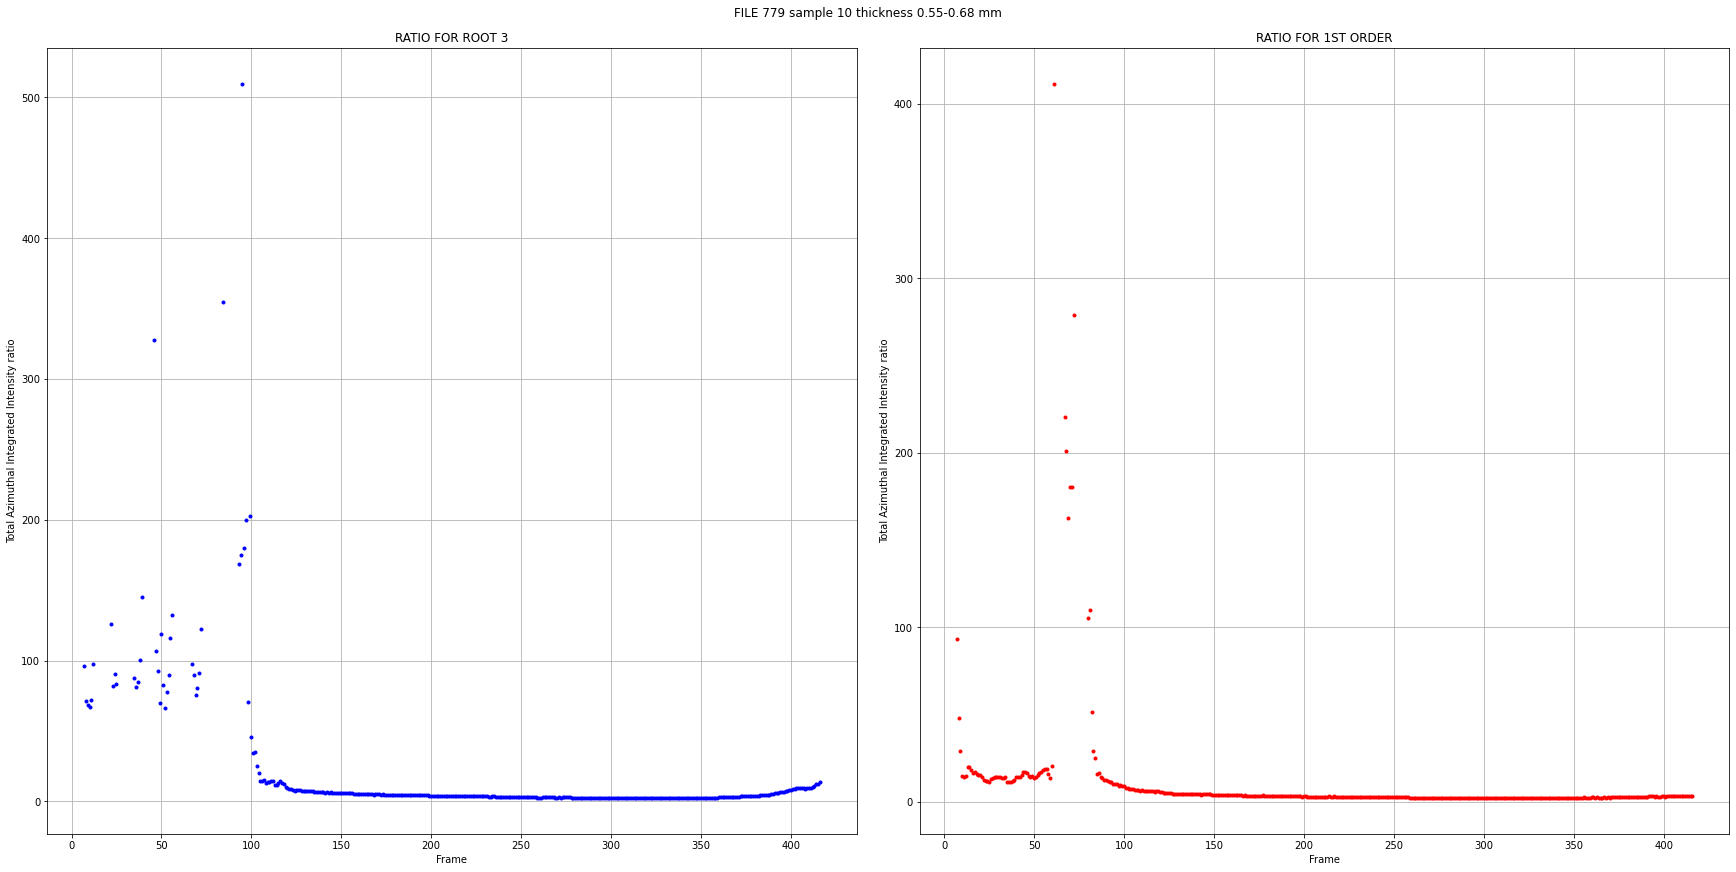 FILE 779 sample 10 thickness 0.55-0.68 mm
RATIO FOR ROOT 3
Total Azimuthal Integrated Intensity ratio
500
400
300
200
100
0
0 50 100 150 200 250 300 350 400
Frame
RATIO FOR 1ST ORDER
Total Azimuthal Integrated Intensity ratio
400
300
200
100
0
0 50 100 150 200 250 300 350 400
Frame